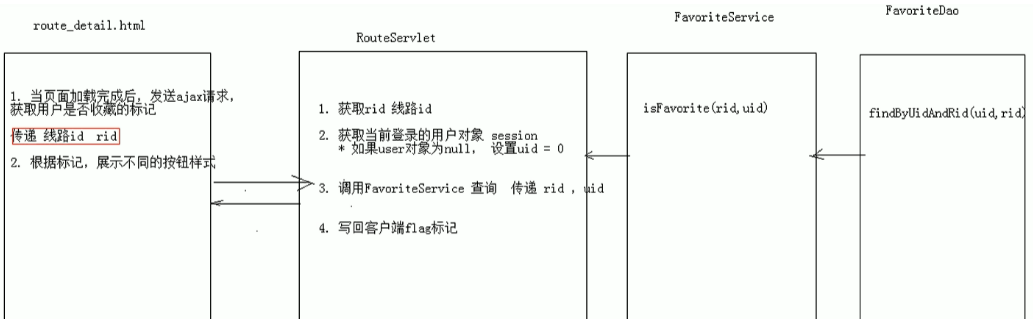 route_detail.html
1. 当页面加载完成后，发送ajax请求，
获取用户是否收藏的标记
传递 线路id rid
2. 根据标记，展示不同的按钮样式
RouteServlet
1. 获取rid 线路id
2. 获取当前登录的用户对象 session
* 如果user对象为null， 设置uid = 0
3. 调用FavoriteService 查询 传递 rid ，uid
4. 写回客户端flag标记
FavoriteService
isFavorite(rid,uid)
FavoriteDao
findByUidAndRid(uid,rid)